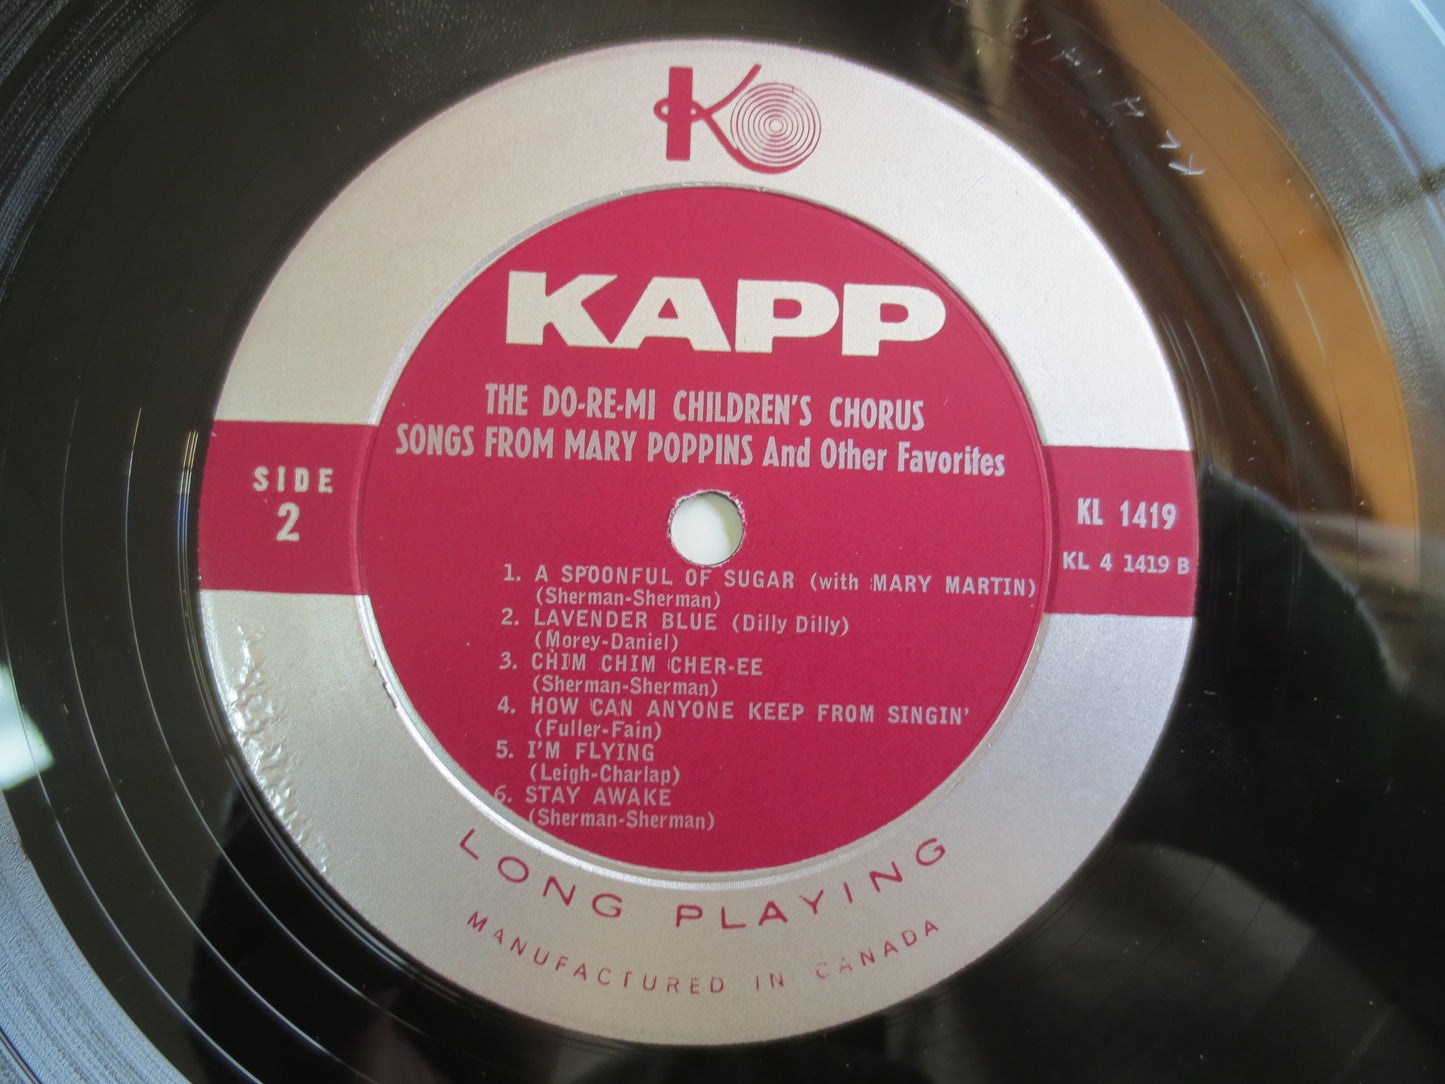 K
KAPP
THE DO-RE-MI CHILDREN'S CHORUS
SONGS FROM MARY POPPINS And Other Favorites
SIDE
2
KL 1419
KL 4 1419 B
1. A SPOONFUL OF SUGAR (with MARY MARTIN)
(Sherman-Sherman)
2. LAVENDER BLUE (Dilly Dilly)
(Morey-Daniel)
3. CHIM CHIM CHER-EE
(Sherman-Sherman)
4. HOW CAN ANYONE KEEP FROM SINGIN'
(Fuller-Fain)
5. I'M FLYING
(Leigh-Charlap)
6. STAY AWAKE
(Sherman-Sherman)
LONG PLAYING
MANUFACTURED IN CANADA